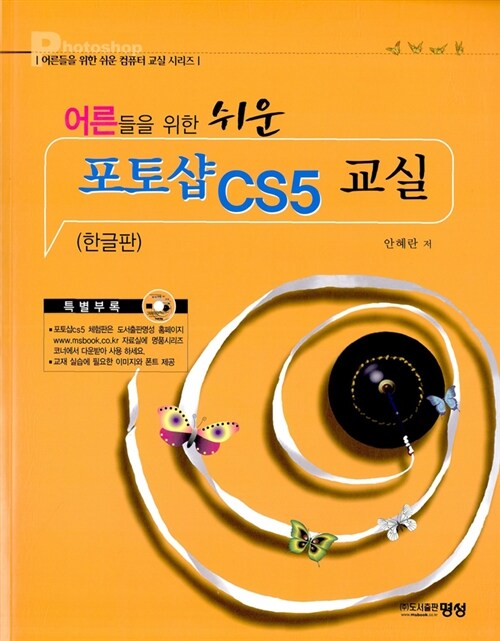 Photoshop
| 어른들을 위한 쉬운 컴퓨터 교실 시리즈 |
어른들을 위한 쉬운
포토샵 CS5 교실
(한글판)
안혜란 저
특별부록
▪포토샵cs5 체험판은 도서출판명성 홈페이지
www.msbook.co.kr 자료실에 명품시리즈
코너에서 다운받아 사용 하세요.
▪교재 실습에 필요한 이미지와 폰트 제공
(주)도서출판 명성
www.msbook.co.kr